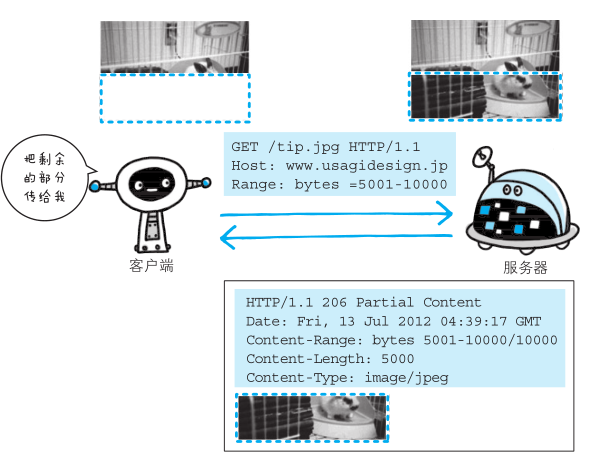 把剩余
的部分
传给我
GET /tip.jpg HTTP/1.1
Host: www.usagidesign.jp
Range: bytes =5001-10000
客户端
服务器
HTTP/1.1 206 Partial Content
Date: Fri, 13 Jul 2012 04:39:17 GMT
Content-Range: bytes 5001-10000/10000
Content-Length: 5000
Content-Type: image/jpeg